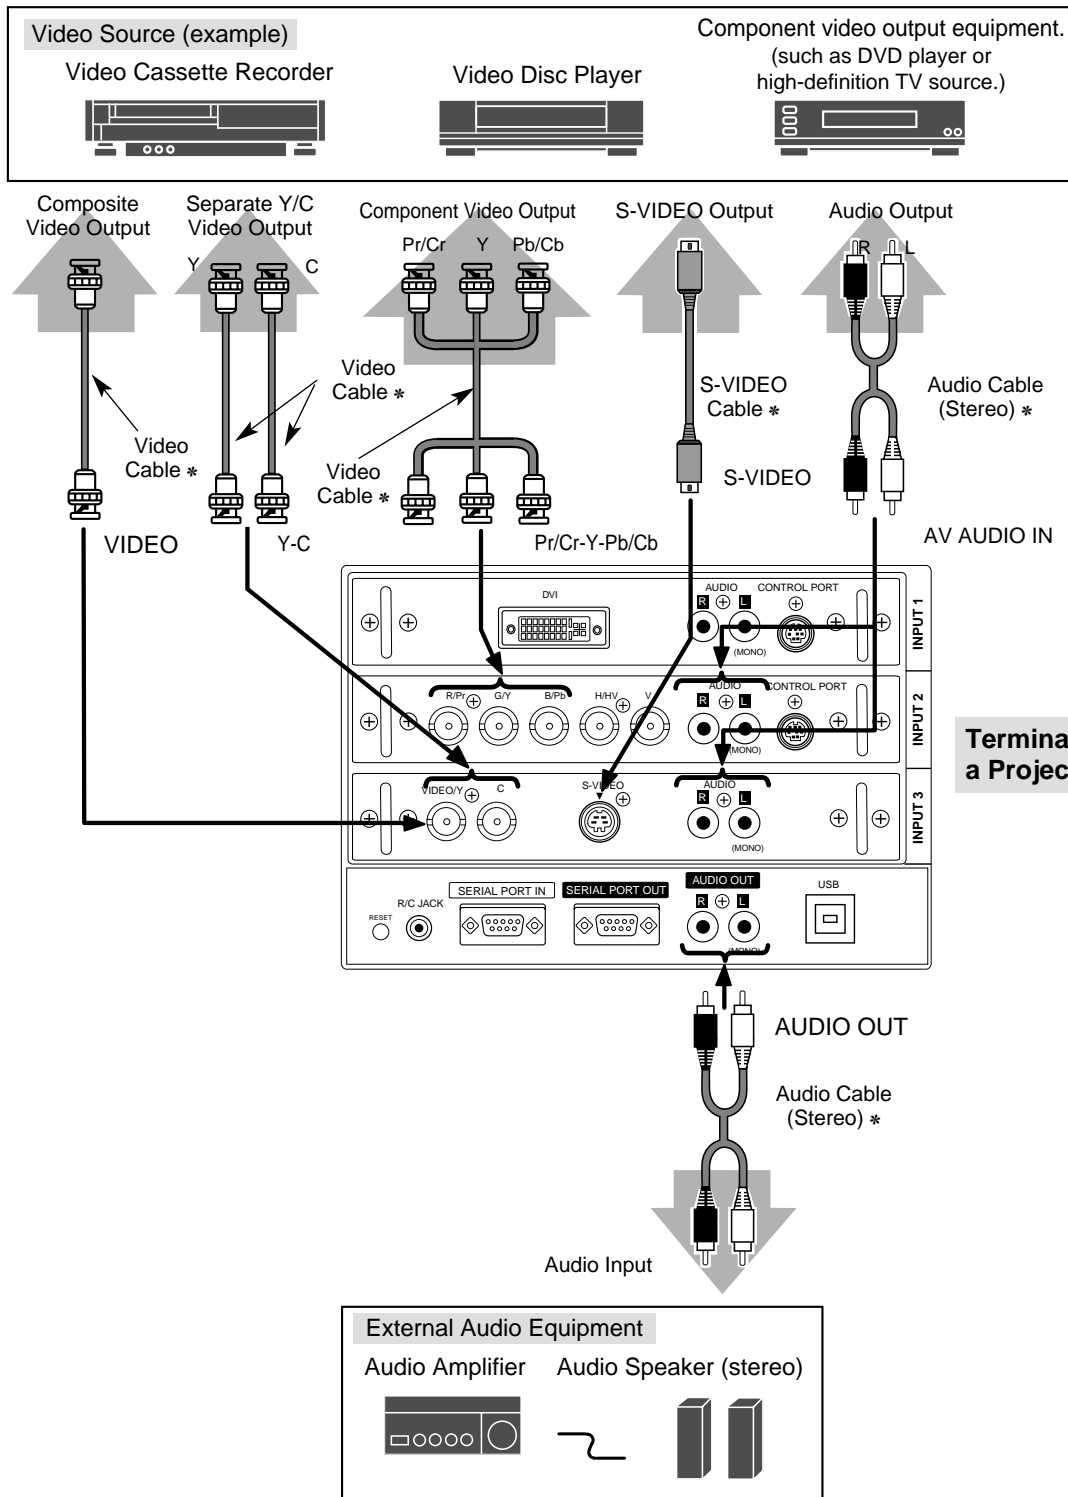 Video Source (example)
Component video output equipment.
(such as DVD player or
high-definition TV source.)
Video Cassette Recorder
Video Disc Player
Composite
Video Output
Separate Y/C
Video Output
Component Video Output
S-VIDEO Output
Audio Output
Y
C
Pr/Cr
Y
Pb/Cb
R
L
Video
Cable *
Video
Cable *
Video
Cable *
S-VIDEO
Cable *
Audio Cable
(Stereo) *
VIDEO
Y-C
Pr/Cr-Y-Pb/Cb
S-VIDEO
AV AUDIO IN
DVI
AUDIO
R
L
(MONO)
CONTROL PORT
INPUT 1
R/Pr
G/Y
B/Pb
H/HV
V
AUDIO
R
L
(MONO)
CONTROL PORT
INPUT 2
VIDEO/Y
C
S-VIDEO
AUDIO
R
L
(MONO)
INPUT 3
Termina
a Projec
RESET
R/C JACK
SERIAL PORT IN
SERIAL PORT OUT
AUDIO OUT
R
L
(MONO)
USB
AUDIO OUT
Audio Cable
(Stereo) *
Audio Input
External Audio Equipment
Audio Amplifier
Audio Speaker (stereo)